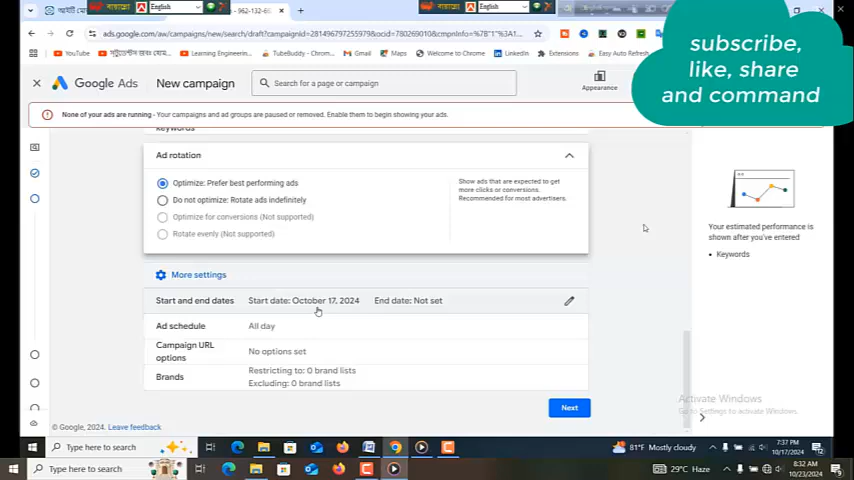 English
English
- 962-132-6
ads.google.com/aw/campaigns/new/search/draft?campaignId=281496797255979&ocid=780269010&cmpnInfo=%7B"1"%3A1...
YouTube
Learning Engineering...
TubeBuddy - Chrom...
Gmail
Maps
Welcome to Chrome
LinkedIn
Extensions
Easy Auto Refresh
subscribe,
like, share
and command
Google Ads
New campaign
Search for a page or campaign
Appearance
None of your ads are running - Your campaigns and ad groups are paused or removed. Enable them to begin showing your ads.
keywords
Ad rotation
Optimize: Prefer best performing ads
Do not optimize: Rotate ads indefinitely
Optimize for conversions (Not supported)
Rotate evenly (Not supported)
Show ads that are expected to get
more clicks or conversions.
Recommended for most advertisers.
Your estimated performance is
shown after you've entered
• Keywords
More settings
Start and end dates
Start date: October 17, 2024
End date: Not set
Ad schedule
All day
Campaign URL
options
No options set
Brands
Restricting to: 0 brand lists
Excluding: 0 brand lists
Next
Activate Windows
Go to Settings to activate Windows.
© Google, 2024.
Leave feedback
Type here to search
81°F Mostly cloudy
7:37 PM
10/17/2024
Type here to search
29°C Haze
8:32 AM
10/23/2024